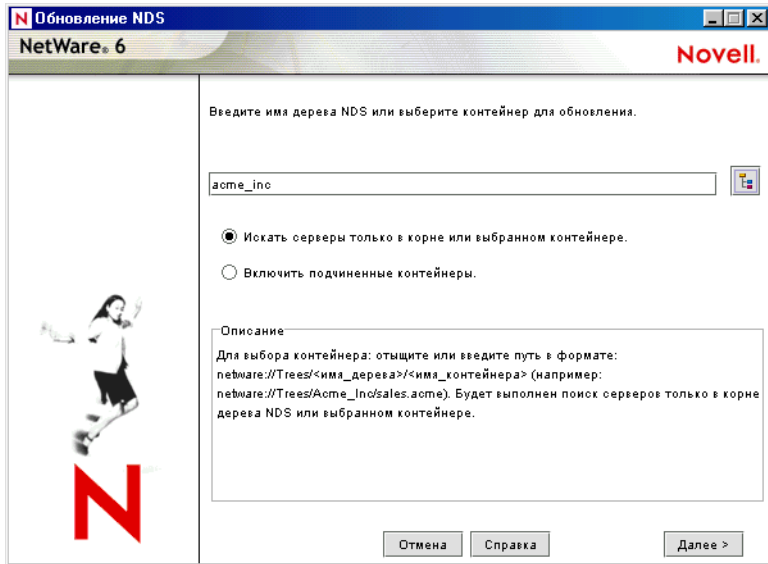 N Обновление NDS
NetWare® 6
Novell.
Введите имя дерева NDS или выберите контейнер для обновления.
acme_inc
Искать серверы только в корне или выбранном контейнере.
Включить подчиненные контейнеры.
Описание
Для выбора контейнера: отыщите или введите путь в формате:
netware://Trees/<имя_дерева>/<имя_контейнера> (например:
netware://Trees/Acme_Inc/sales.acme). Будет выполнен поиск серверов только в корне
дерева NDS или выбранном контейнере.
N
Отмена Справка Далее >